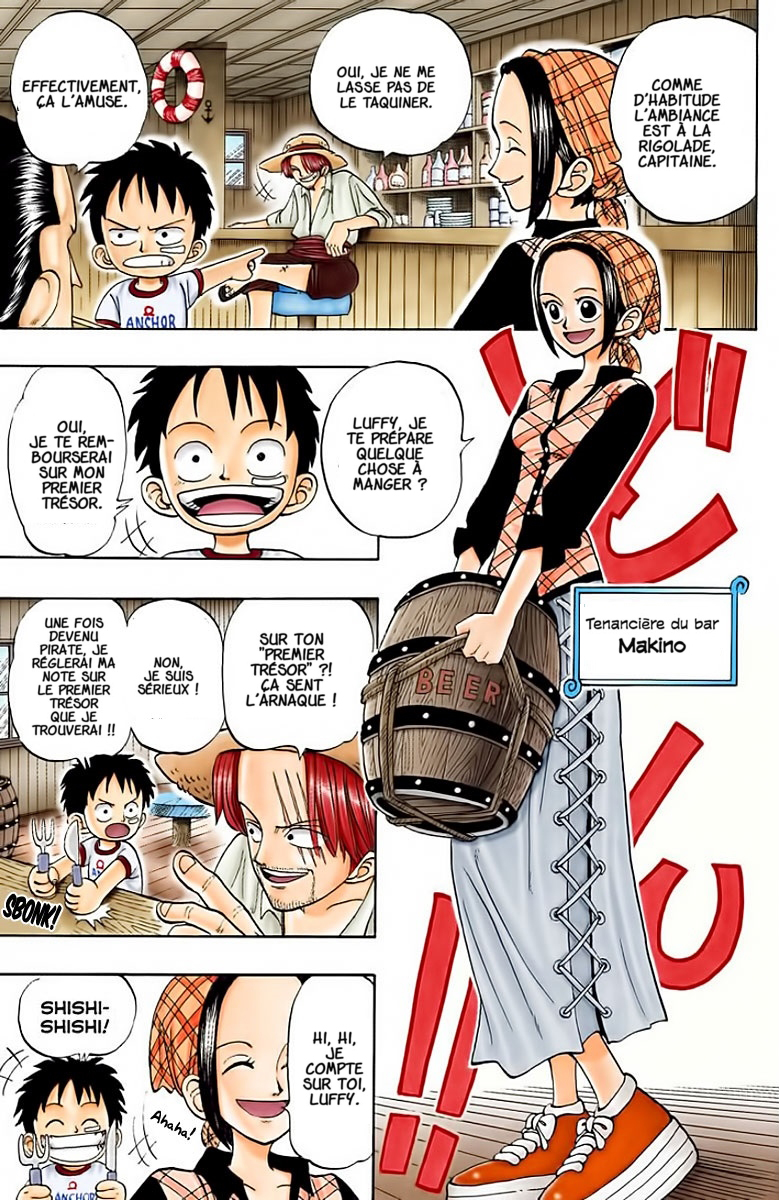 COMME
D'HABITUDE
L'AMBIANCE
EST À LA
RIGOLADE,
CAPITAINE.
OUI, JE NE ME
LASSE PAS DE
LE TAQUINER.
EFFECTIVEMENT,
ÇA L'AMUSE.
ANCHOR
LUFFY, JE
TE PRÉPARE
QUELQUE
CHOSE À
MANGER ?
OUI,
JE TE REM-
BOURSERAI
SUR MON
PREMIER
TRÉSOR.
Tenancière du bar
Makino
BEER
SUR TON
"PREMIER
TRÉSOR" ?!
ÇA SENT
L'ARNAQUE !
NON,
JE SUIS
SÉRIEUX !
UNE FOIS
DEVENU
PIRATE, JE
RÉGLERAI MA
NOTE SUR
LE PREMIER
TRÉSOR
QUE JE
TROUVERAI !!
SBONK!
HI, HI,
JE
COMPTE
SUR TOI,
LUFFY.
Ahaha!
SHISHI-
SHISHI!
ANCHOR